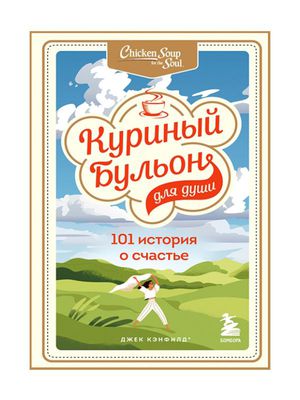 Chicken Soup
for the
Soul
Куриный
Бульон
для души
101 история
о счастье
ДЖЕК КЭНФИЛД*
БОМБОРА